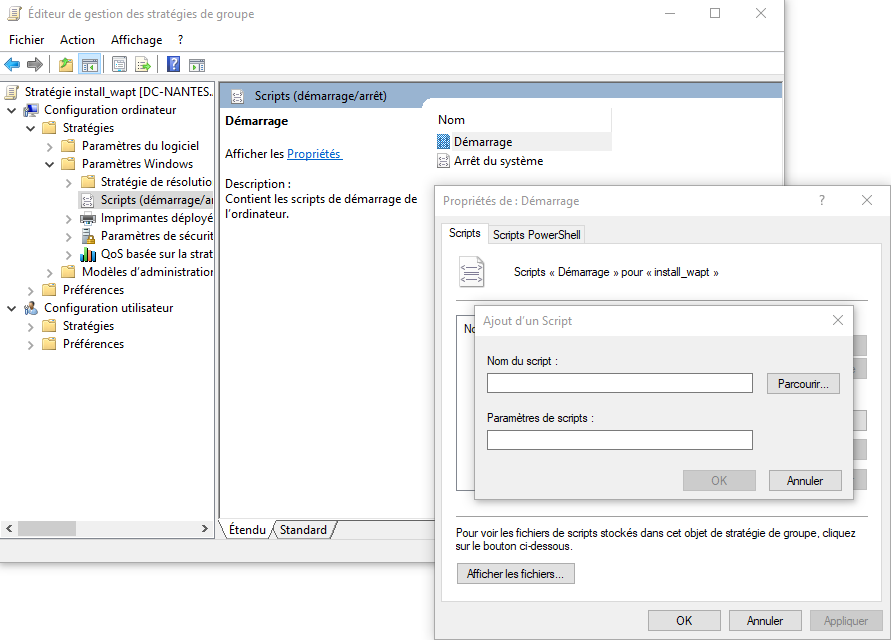 Éditeur de gestion des stratégies de groupe
Fichier Action Affichage ?
Stratégie install_wapt [DC-NANTES..
Configuration ordinateur
Stratégies
Paramètres du logiciel
Paramètres Windows
Stratégie de résolutio
Scripts (démarrage/ar
Imprimantes déployé
Paramètres de sécurit
QoS basée sur la strat
Modèles d'administration
Préférences
Configuration utilisateur
Stratégies
Préférences
Scripts (démarrage/arrêt)
Démarrage
Afficher les Propriétés
Description :
Contient les scripts de démarrage de
l'ordinateur.
Nom
Démarrage
Arrêt du système
Étendu Standard
Propriétés de : Démarrage
?
Scripts Scripts PowerShell
Scripts « Démarrage » pour « install_wapt »
Ajout d'un Script
Nom du script :
Parcourir...
Paramètres de scripts :
OK Annuler
Pour voir les fichiers de scripts stockés dans cet objet de stratégie de groupe, cliquez
sur le bouton ci-dessous.
Afficher les fichiers...
OK Annuler Appliquer